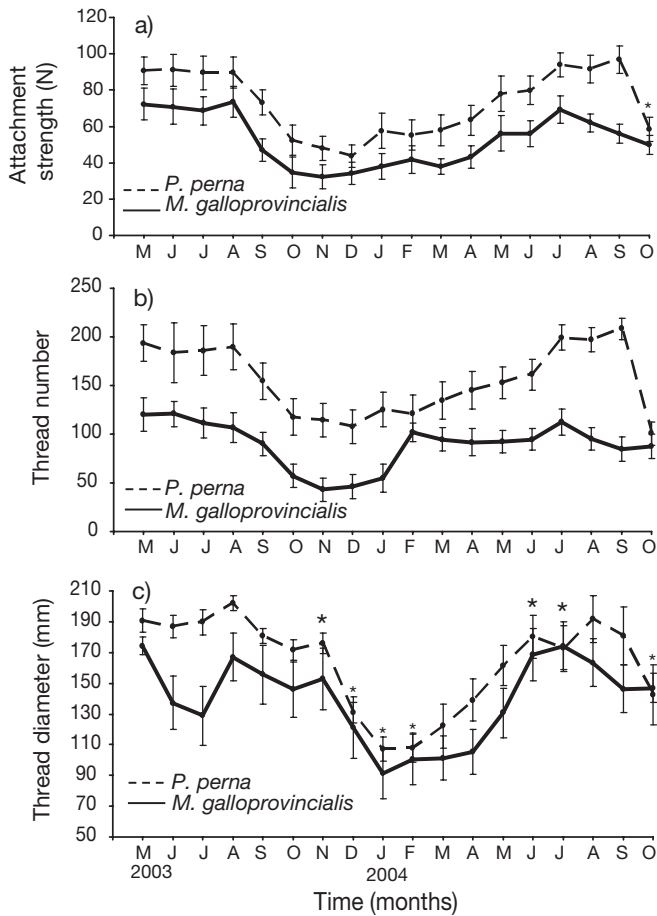 a)
Attachment
strength (N)
120
100
80
60
40
20
0
*
P. perna
M. galloprovincialis
M J J A S O N D J F M A M J J A S O
b)
Thread number
250
200
150
100
50
0
P. perna
M. galloprovincialis
M J J A S O N D J F M A M J J A S O
c)
Thread diameter (mm)
210
190
170
150
130
110
90
70
50
* * * * * * *
P. perna
M. galloprovincialis
M J J A S O N D J F M A M J J A S O
2003 2004
Time (months)